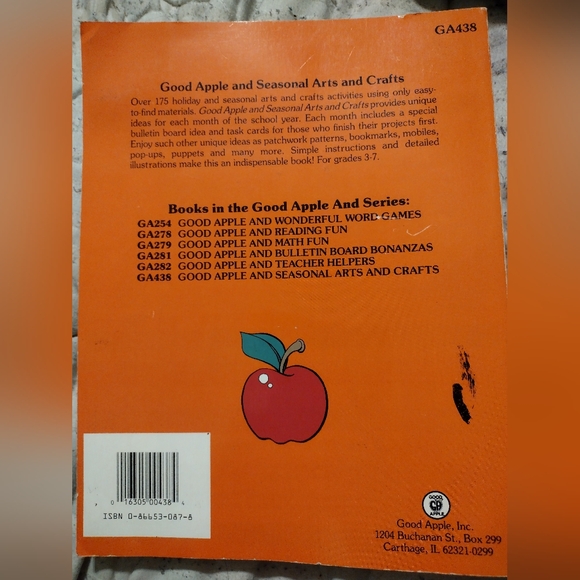 GA438
Good Apple and Seasonal Arts and Crafts
Over 175 holiday and seasonal arts and crafts activities using only easy-
to-find materials. Good Apple and Seasonal Arts and Crafts provides unique
ideas for each month of the school year. Each month includes a special
bulletin board idea and task cards for those who finish their projects first.
Enjoy such other unique ideas as patchwork patterns, bookmarks, mobiles,
pop-ups, puppets and many more. Simple instructions and detailed
illustrations make this an indispensable book! For grades 3-7.
Books in the Good Apple And Series:
GA254 GOOD APPLE AND WONDERFUL WORD GAMES
GA278 GOOD APPLE AND READING FUN
GA279 GOOD APPLE AND MATH FUN
GA281 GOOD APPLE AND BULLETIN BOARD BONANZAS
GA282 GOOD APPLE AND TEACHER HELPERS
GA438 GOOD APPLE AND SEASONAL ARTS AND CRAFTS
0 16305 00438 4
ISBN 0-86653-087-8
GOOD
GA
APPLE
Good Apple, Inc.
1204 Buchanan St., Box 299
Carthage, IL 62321-0299